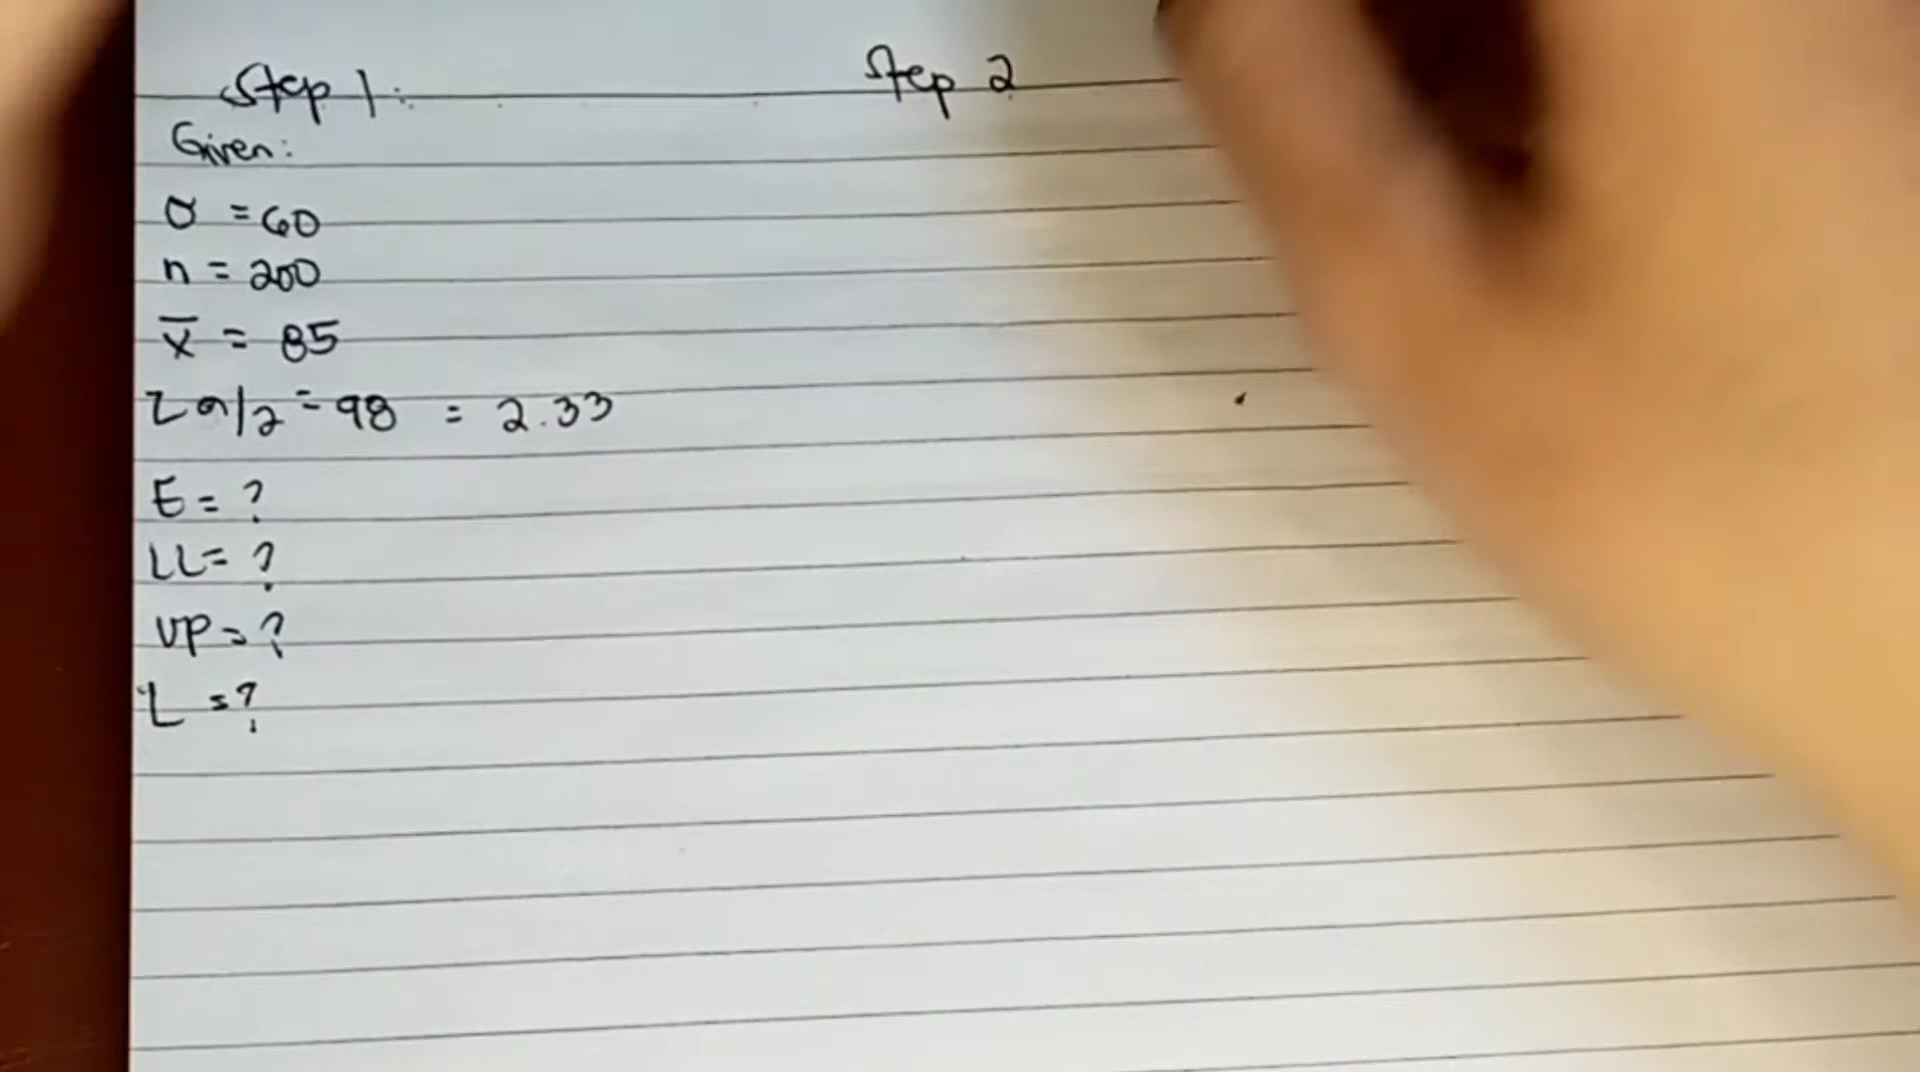 Step 1:
Given:
σ = 60
n = 200
x̅ = 85
Zα/2 = 98 = 2.33
E = ?
LL = ?
UP = ?
L = ?
Step 2